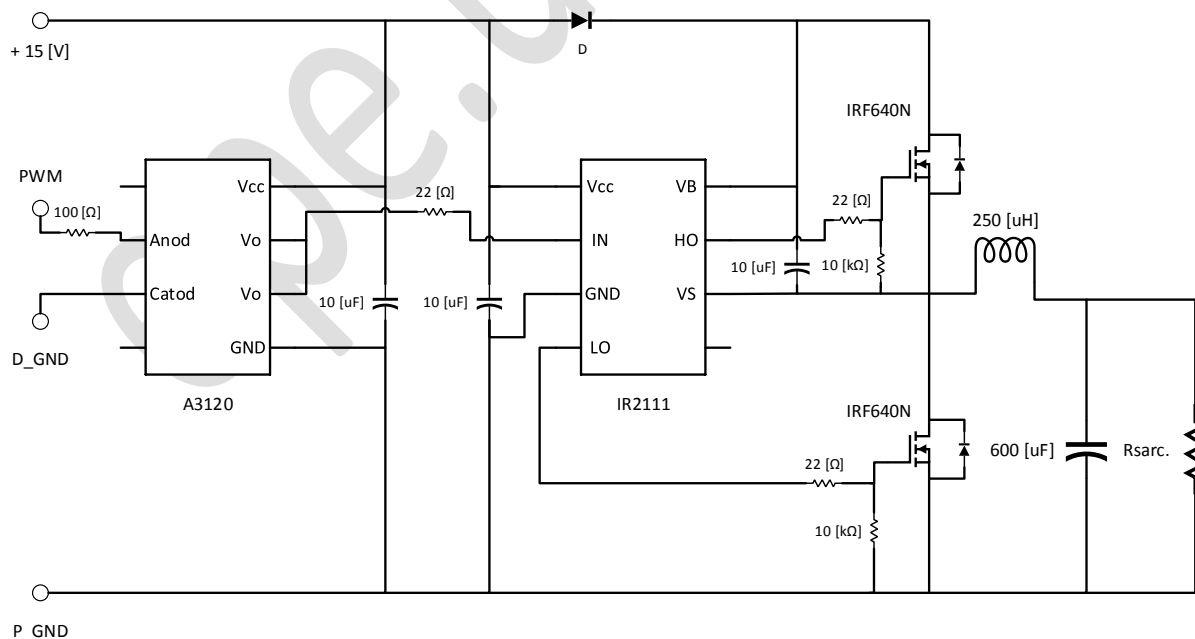 + 15 [V]
D
IRF640N
PWM
100 [Ω]
Vcc
Anod
Vo
Catod
Vo
GND
A3120
D_GND
22 [Ω]
10 [uF]
10 [uF]
Vcc
VB
IN
HO
GND
VS
LO
IR2111
22 [Ω]
10 [uF]
10 [kΩ]
250 [uH]
IRF640N
22 [Ω]
10 [kΩ]
600 [uF]
Rsarc.
P_GND